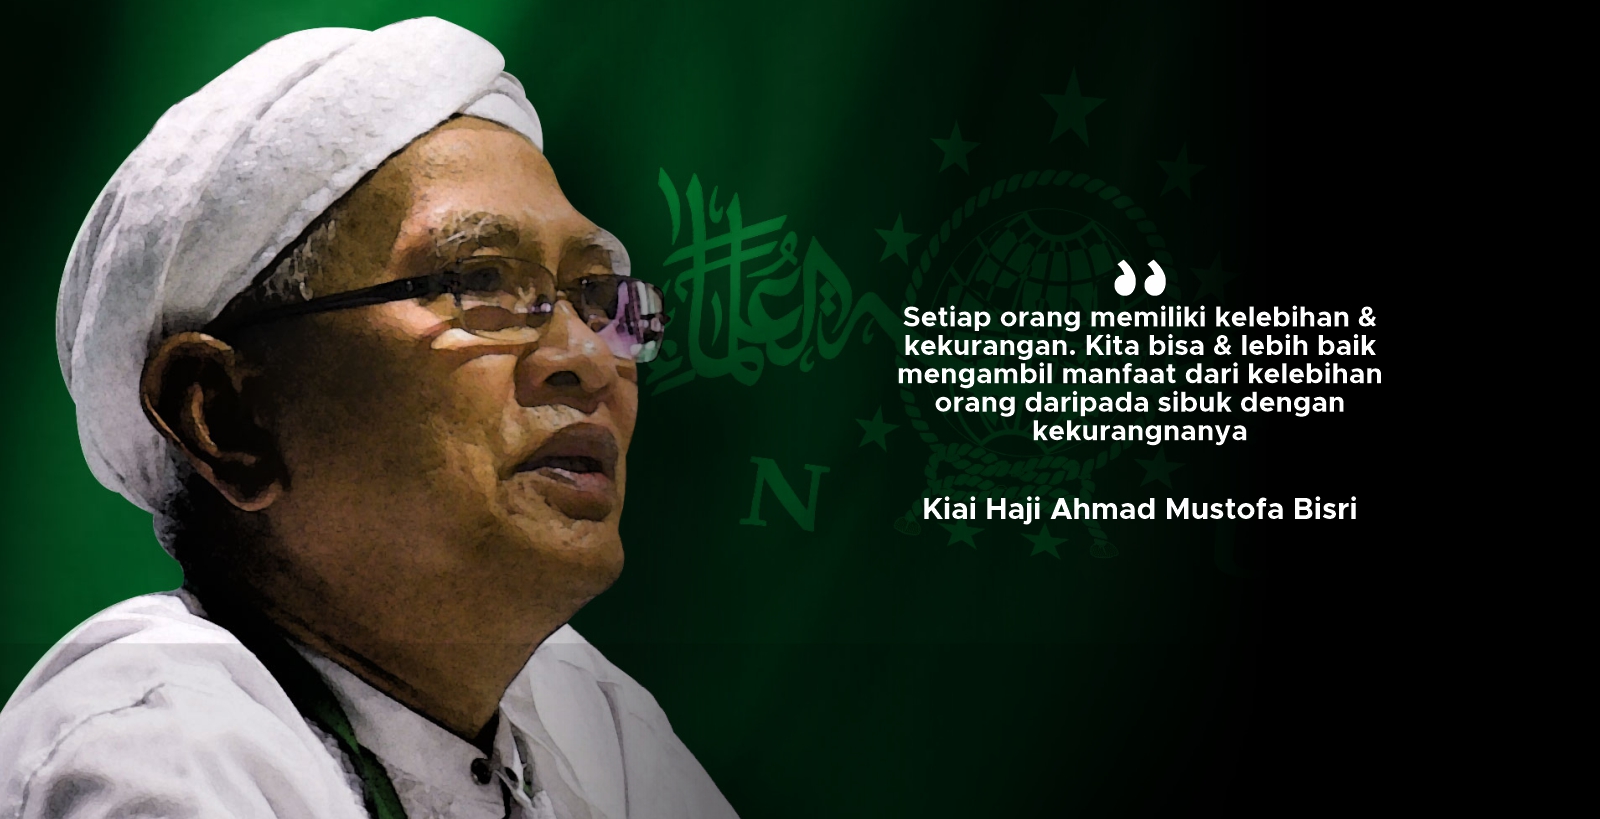 Setiap orang memiliki kelebihan &
kekurangan. Kita bisa & lebih baik
mengambil manfaat dari kelebihan
orang daripada sibuk dengan
kekurangnanya
Kiai Haji Ahmad Mustofa Bisri
N
U